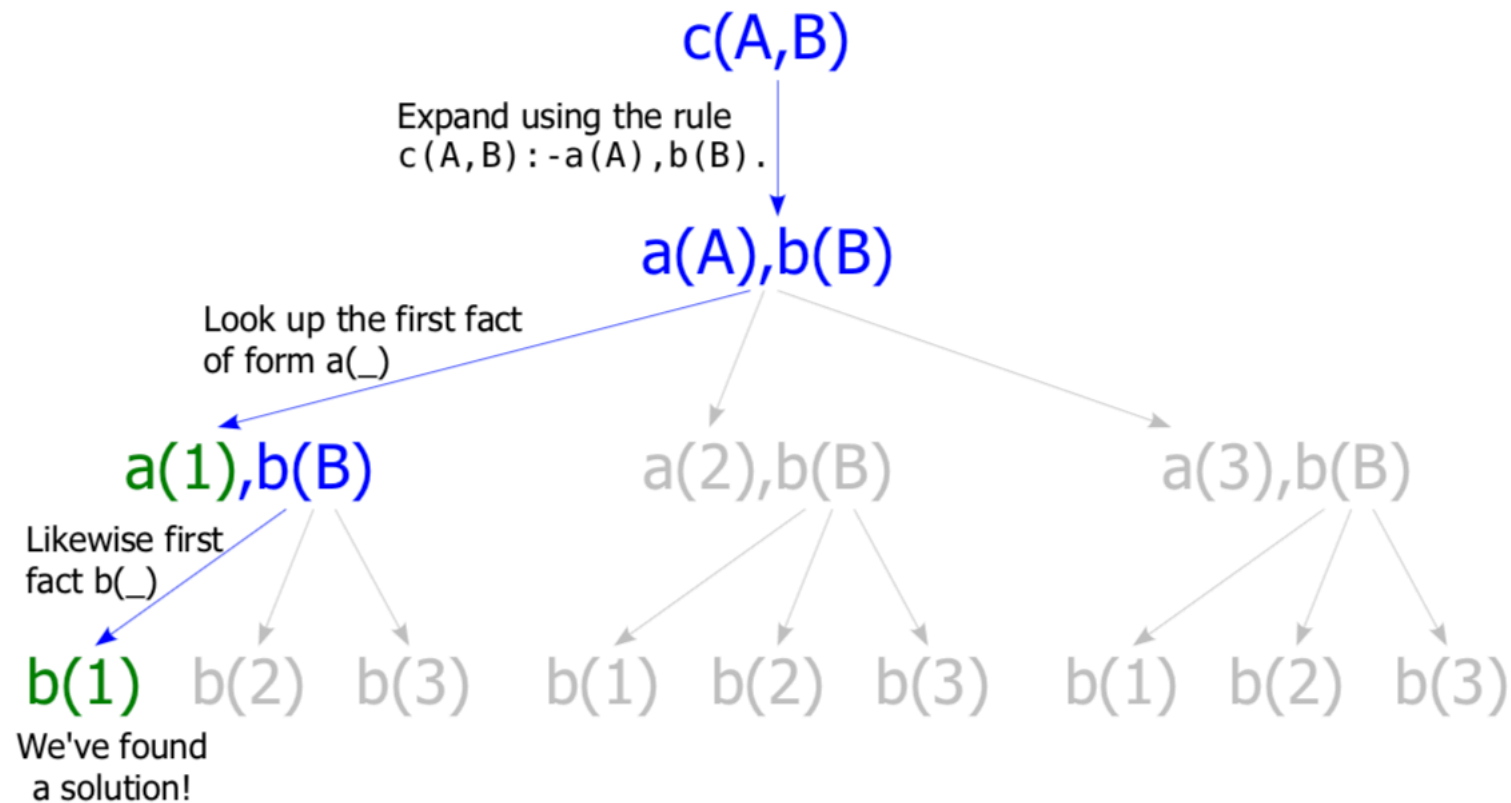 c(A,B)
Expand using the rule
c(A,B):-a(A),b(B).
a(A),b(B)
Look up the first fact
of form a(_)
a(1),b(B)
a(2),b(B)
a(3),b(B)
Likewise first
fact b(_)
b(1)
b(2)
b(3)
b(1)
b(2)
b(3)
b(1)
b(2)
b(3)
We've found
a solution!